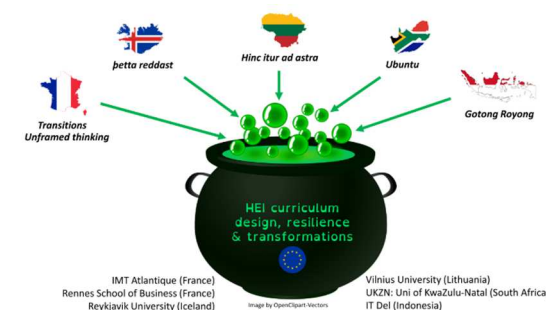 þetta reddast
Hinc itur ad astra
Ubuntu
Transitions
Unframed thinking
Gotong Royong
HEI curriculum
design, resilience
& transformations
IMT Atlantique (France)
Rennes School of Business (France)
Reykjavik University (Iceland)
Image by OpenClipart-Vectors
Vilnius University (Lithuania)
UKZN: Uni of KwaZulu-Natal (South Africa
IT Del (Indonesia)